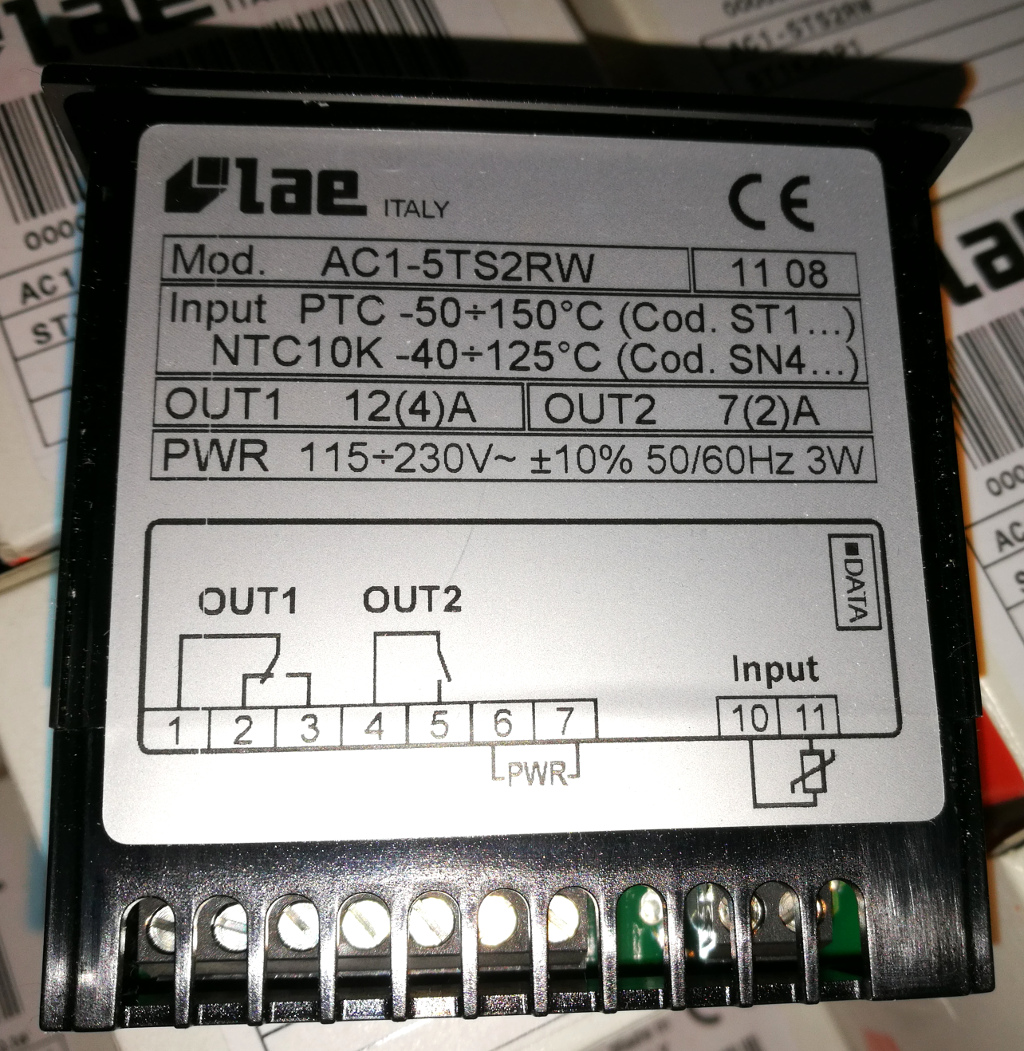 lae ITALY CE
Mod. AC1-5TS2RW 11 08
Input PTC -50÷150°C (Cod. ST1...)
NTC10K -40÷125°C (Cod. SN4...)
OUT1 12(4)A OUT2 7(2)A
PWR 115÷230V~ ±10% 50/60Hz 3W
DATA
OUT1 OUT2
Input
1 2 3 4 5 6 7 10 11
PWR
AC1-5TS2RW